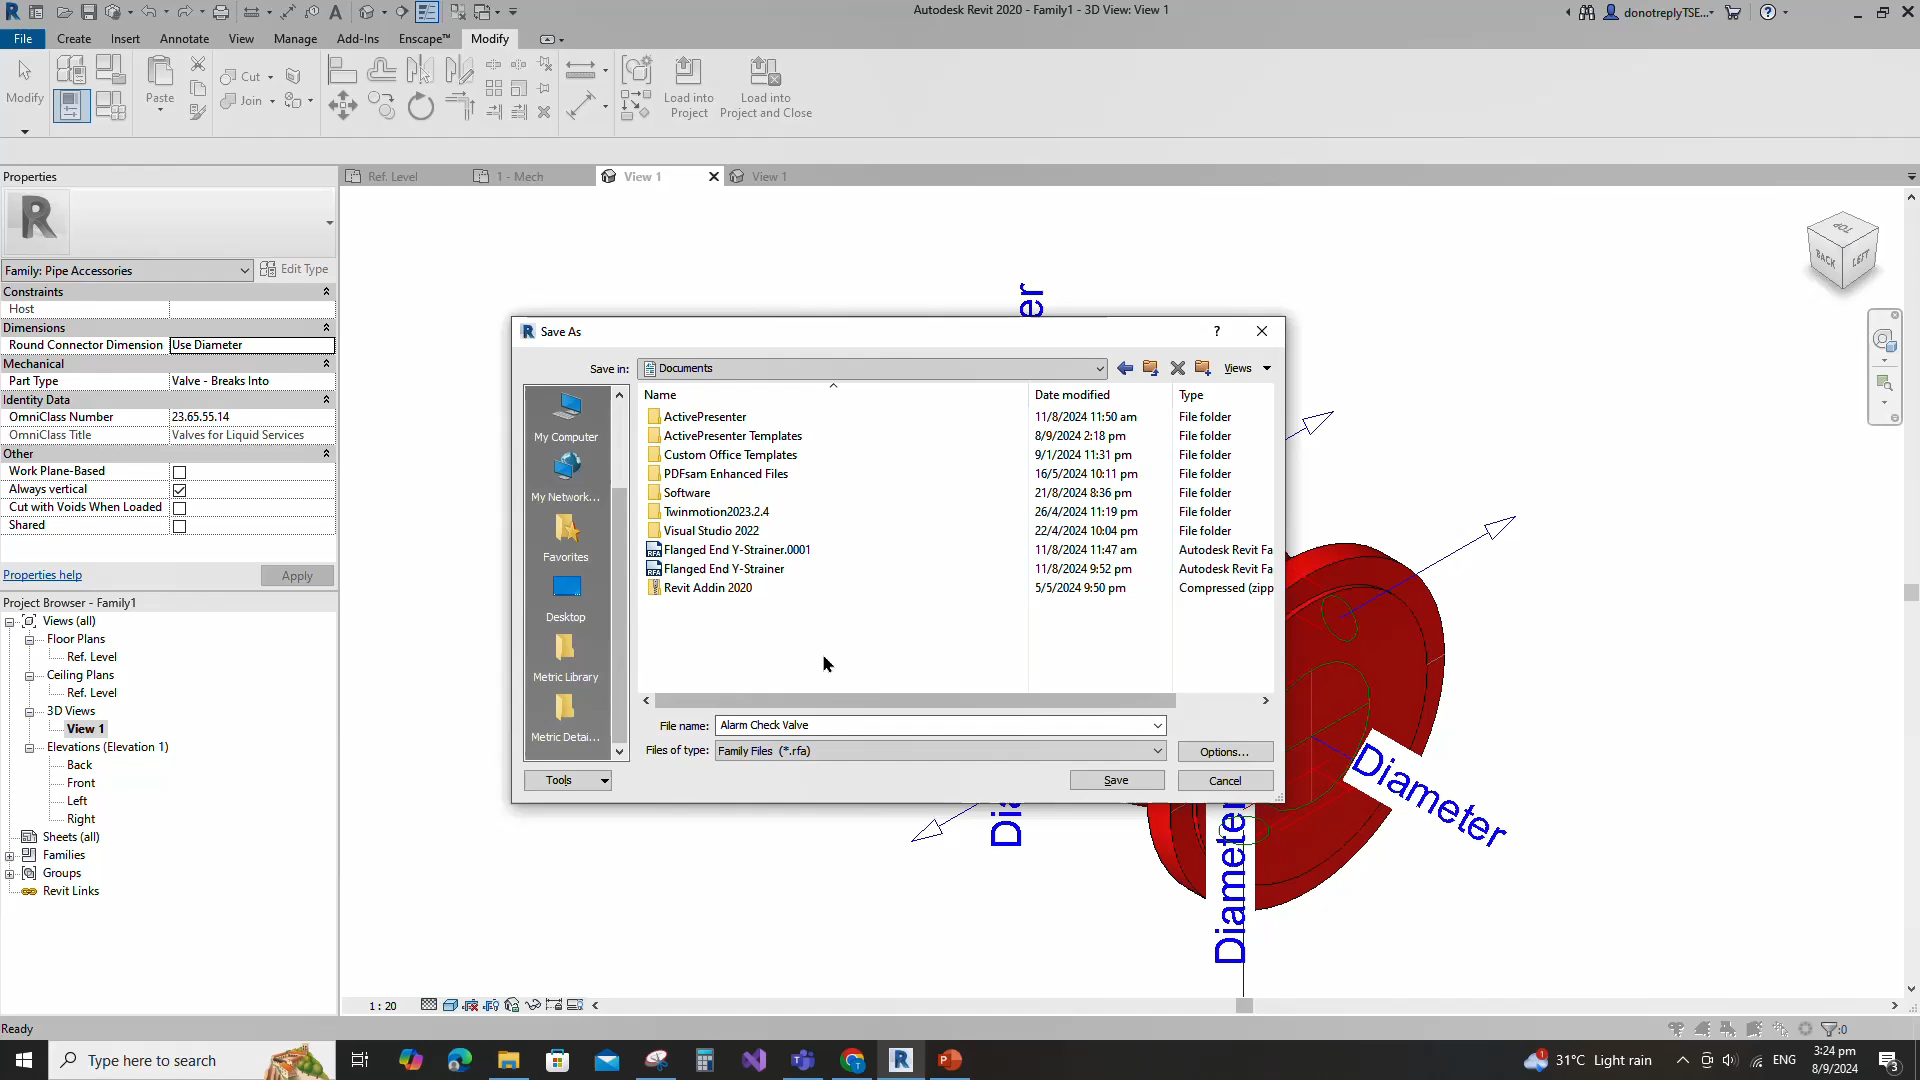 Autodesk Revit 2020 - Family1 - 3D View: View 1
donotreplyTSE...
File
Create
Insert
Annotate
View
Manage
Add-Ins
Enscape™
Modify
Modify
Paste
Cut
Join
Load into
Project
Load into
Project and Close
Properties
Ref. Level
1 - Mech
View 1
View 1
Family: Pipe Accessories
Edit Type
Constraints
Host
Dimensions
Round Connector Dimension
Use Diameter
Mechanical
Part Type
Valve - Breaks Into
Identity Data
OmniClass Number
23.65.55.14
OmniClass Title
Valves for Liquid Services
Other
Work Plane-Based
Always vertical
Cut with Voids When Loaded
Shared
Properties help
Apply
Project Browser - Family1
Views (all)
Floor Plans
Ref. Level
Ceiling Plans
Ref. Level
3D Views
View 1
Elevations (Elevation 1)
Back
Front
Left
Right
Sheets (all)
Families
Groups
Revit Links
TOP
BACK
LEFT
er
Save As
?
Save in:
Documents
Views
My Computer
My Network...
Favorites
Desktop
Metric Library
Metric Detai...
Name
Date modified
Type
ActivePresenter
11/8/2024 11:50 am
File folder
ActivePresenter Templates
8/9/2024 2:18 pm
File folder
Custom Office Templates
9/1/2024 11:31 pm
File folder
PDFsam Enhanced Files
16/5/2024 10:11 pm
File folder
Software
21/8/2024 8:36 pm
File folder
Twinmotion2023.2.4
26/4/2024 11:19 pm
File folder
Visual Studio 2022
22/4/2024 10:04 pm
File folder
Flanged End Y-Strainer.0001
11/8/2024 11:47 am
Autodesk Revit Fa
Flanged End Y-Strainer
11/8/2024 9:52 pm
Autodesk Revit Fa
Revit Addin 2020
5/5/2024 9:50 pm
Compressed (zipp
File name:
Alarm Check Valve
Files of type:
Family Files (*.rfa)
Options...
Tools
Save
Cancel
Dia
Diameter
Diameter
1 : 20
Ready
:0
Type here to search
31°C Light rain
ENG
3:24 pm
8/9/2024
3